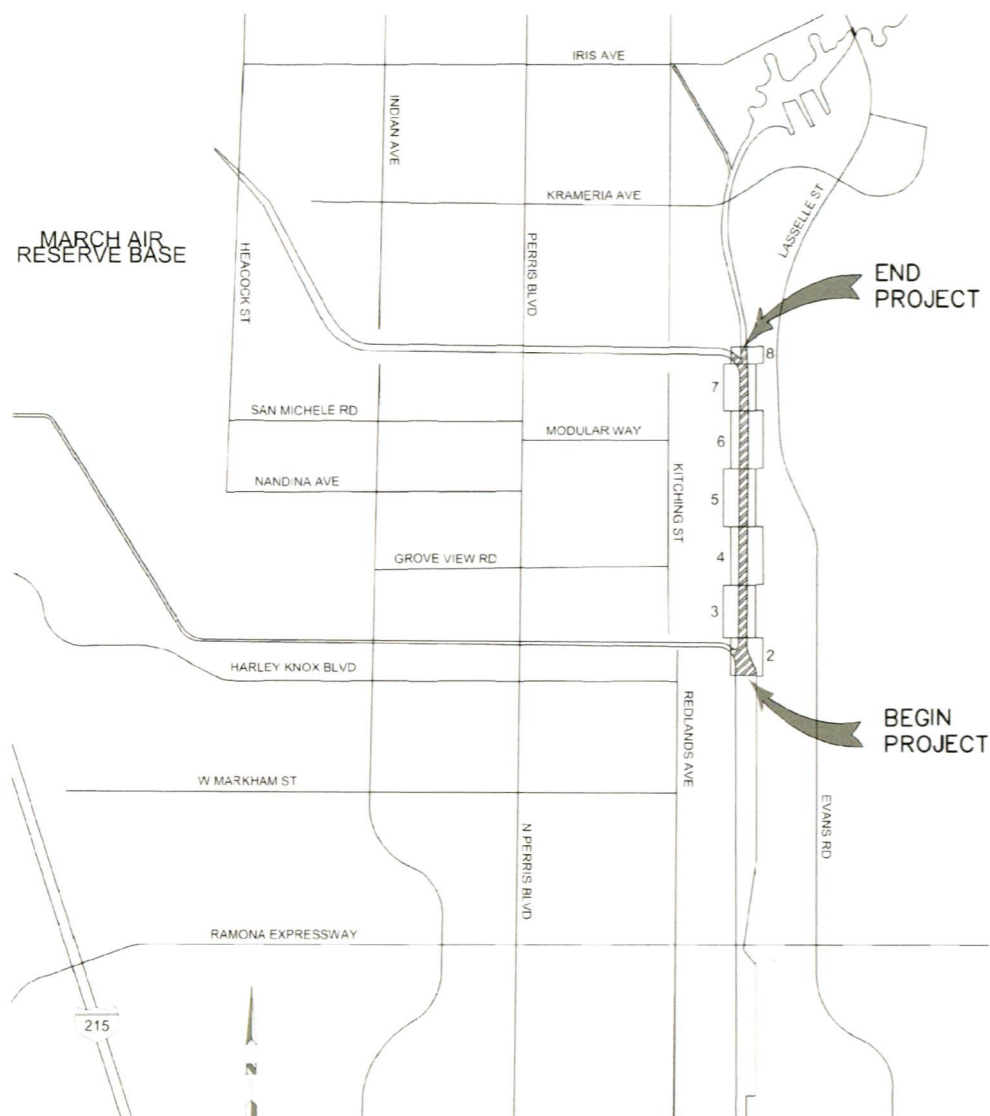 IRIS AVE
INDIAN AVE
KRAMERIA AVE
LASSELLE ST
MARCH AIR
RESERVE BASE
HEACOCK ST
PERRIS BLVD
END
PROJECT
8
7
SAN MICHELE RD
MODULAR WAY
6
NANDINA AVE
KITCHING ST
5
GROVE VIEW RD
4
3
HARLEY KNOX BLVD
2
REDLANDS AVE
BEGIN
PROJECT
W MARKHAM ST
N PERRIS BLVD
EVANS RD
RAMONA EXPRESSWAY
215
N